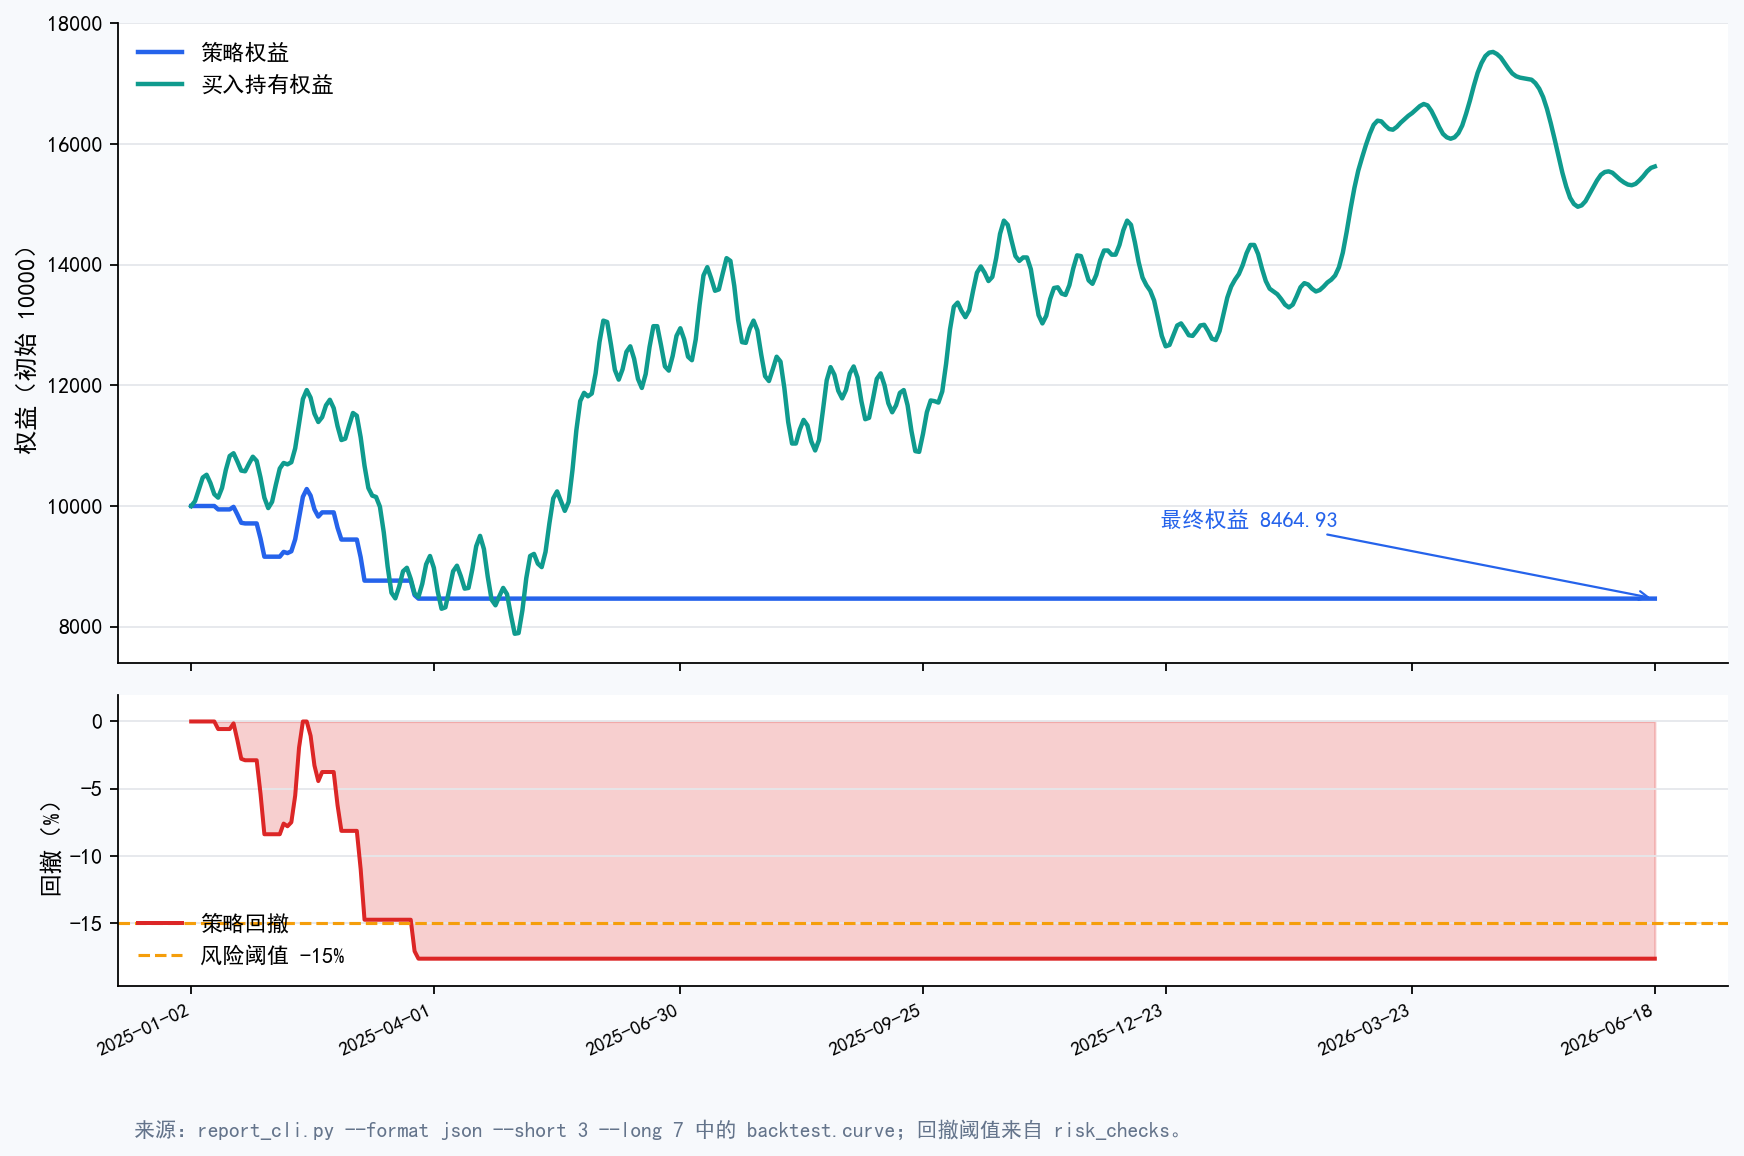 策略权益
买入持有权益
权益（初始 10000）
18000
16000
14000
12000
10000
8000
最终权益 8464.93
回撤（%）
0
−5
−10
−15
策略回撤
风险阈值 −15%
2025-01-02
2025-04-01
2025-06-30
2025-09-25
2025-12-23
2026-03-23
2026-06-18
来源：report_cli.py --format json --short 3 --long 7 中的 backtest.curve；回撤阈值来自 risk_checks。